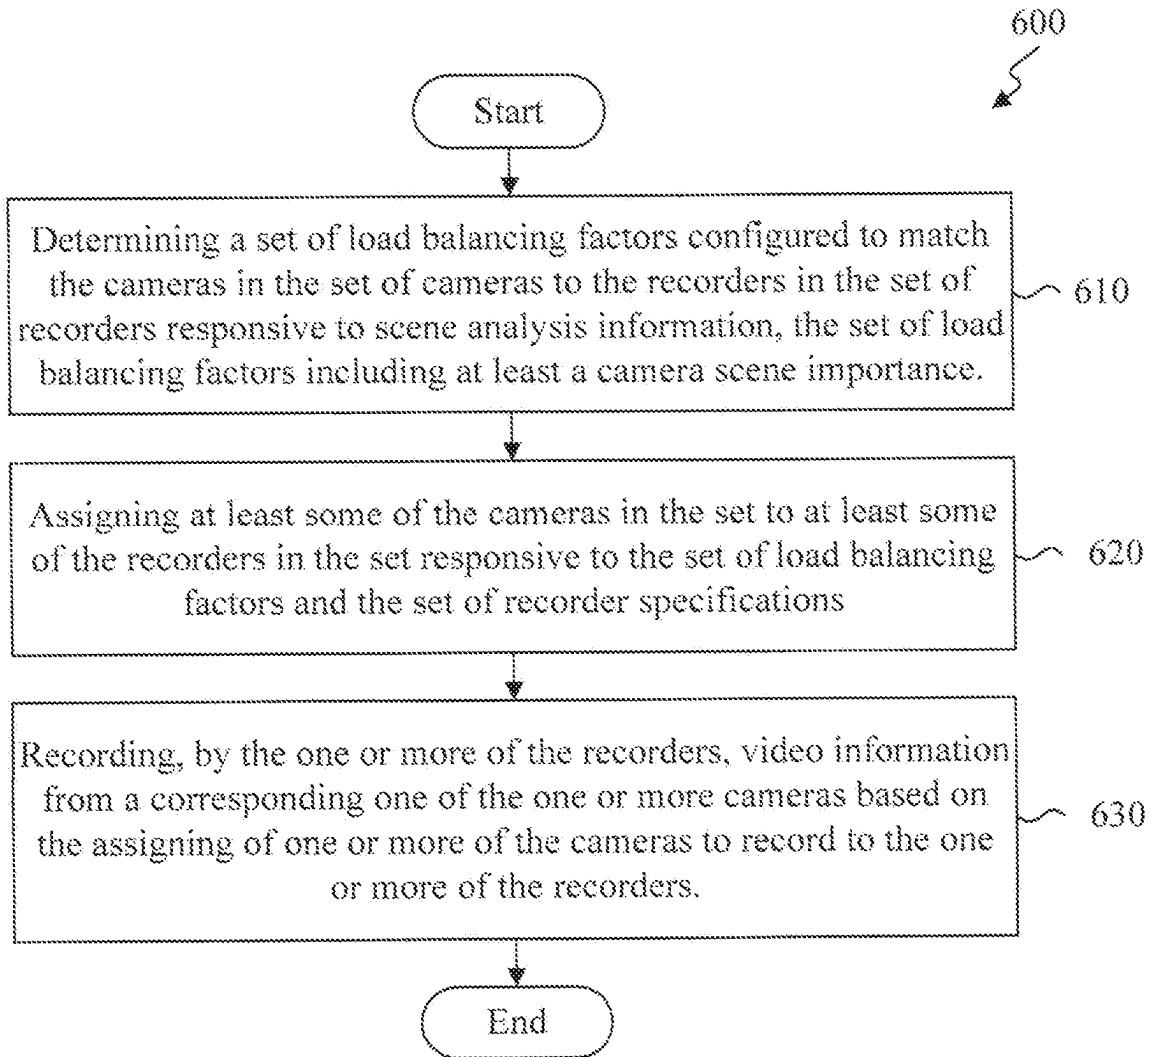 600
Start
Determining a set of load balancing factors configured to match
the cameras in the set of cameras to the recorders in the set of
recorders responsive to scene analysis information, the set of load
balancing factors including at least a camera scene importance.
610
Assigning at least some of the cameras in the set to at least some
of the recorders in the set responsive to the set of load balancing
factors and the set of recorder specifications
620
Recording, by the one or more of the recorders, video information
from a corresponding one of the one or more cameras based on
the assigning of one or more of the cameras to record to the one
or more of the recorders.
630
End